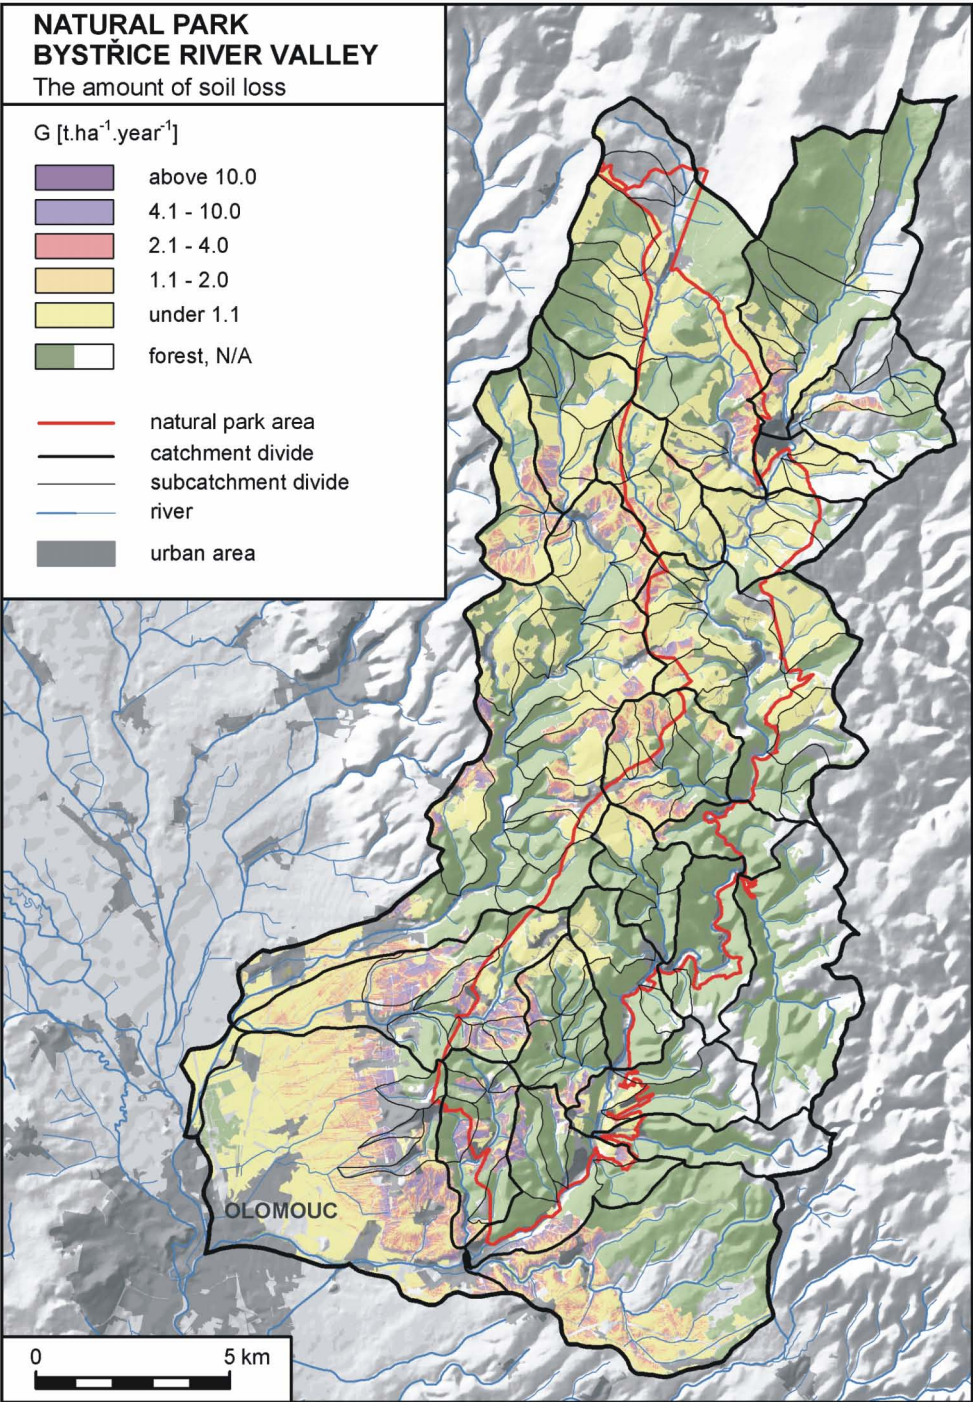 NATURAL PARK
BYSTŘICE RIVER VALLEY
The amount of soil loss
G [t.ha⁻¹.year⁻¹]
above 10.0
4.1 - 10.0
2.1 - 4.0
1.1 - 2.0
under 1.1
forest, N/A
natural park area
catchment divide
subcatchment divide
river
urban area
OLOMOUC
0 5 km